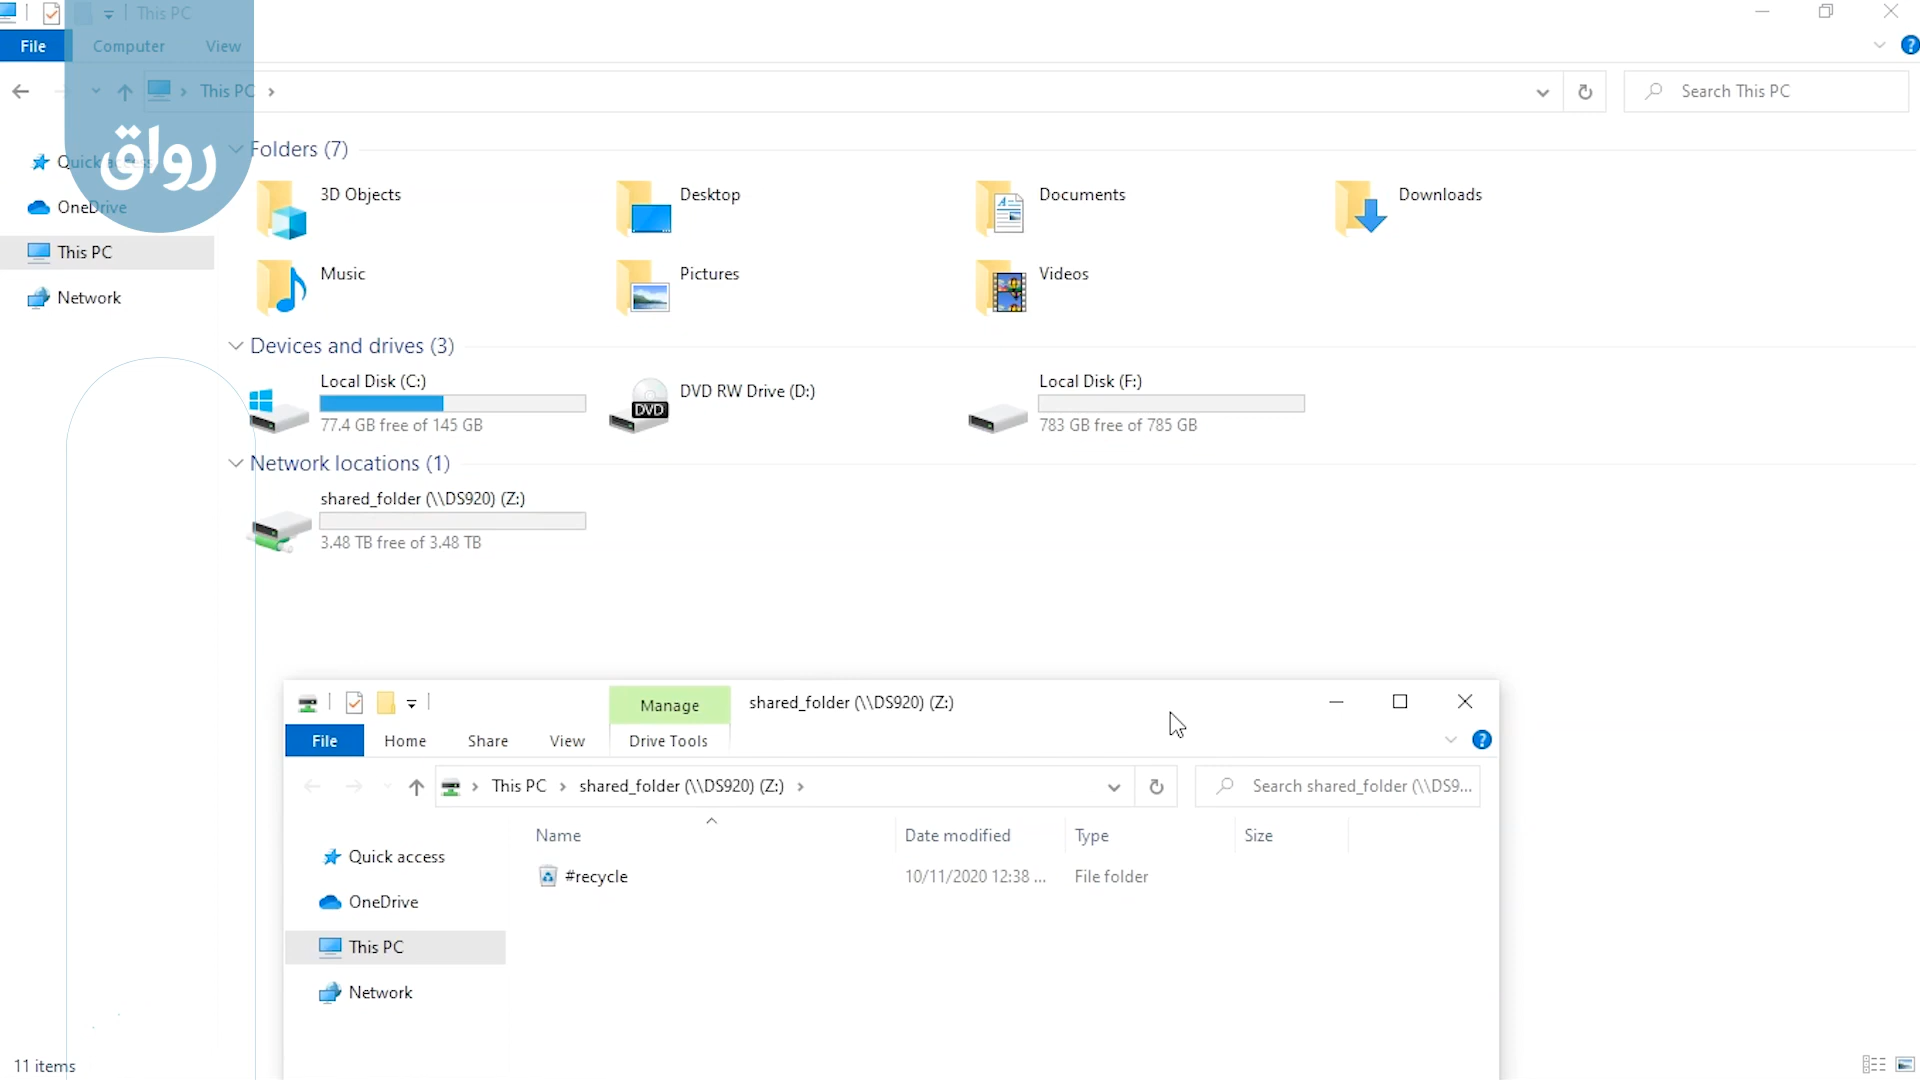 This PC
File Computer View
This PC
Search This PC
رواق
Quick access
OneDrive
This PC
Network
Folders (7)
3D Objects
Desktop
Documents
Downloads
Music
Pictures
Videos
Devices and drives (3)
Local Disk (C:)
77.4 GB free of 145 GB
DVD RW Drive (D:)
DVD
Local Disk (F:)
783 GB free of 785 GB
Network locations (1)
shared_folder (\\DS920) (Z:)
3.48 TB free of 3.48 TB
Manage shared_folder (\\DS920) (Z:)
File Home Share View Drive Tools
This PC shared_folder (\\DS920) (Z:)
Search shared_folder (\\DS9...
Name Date modified Type Size
#recycle 10/11/2020 12:38 ... File folder
Quick access
OneDrive
This PC
Network
11 items